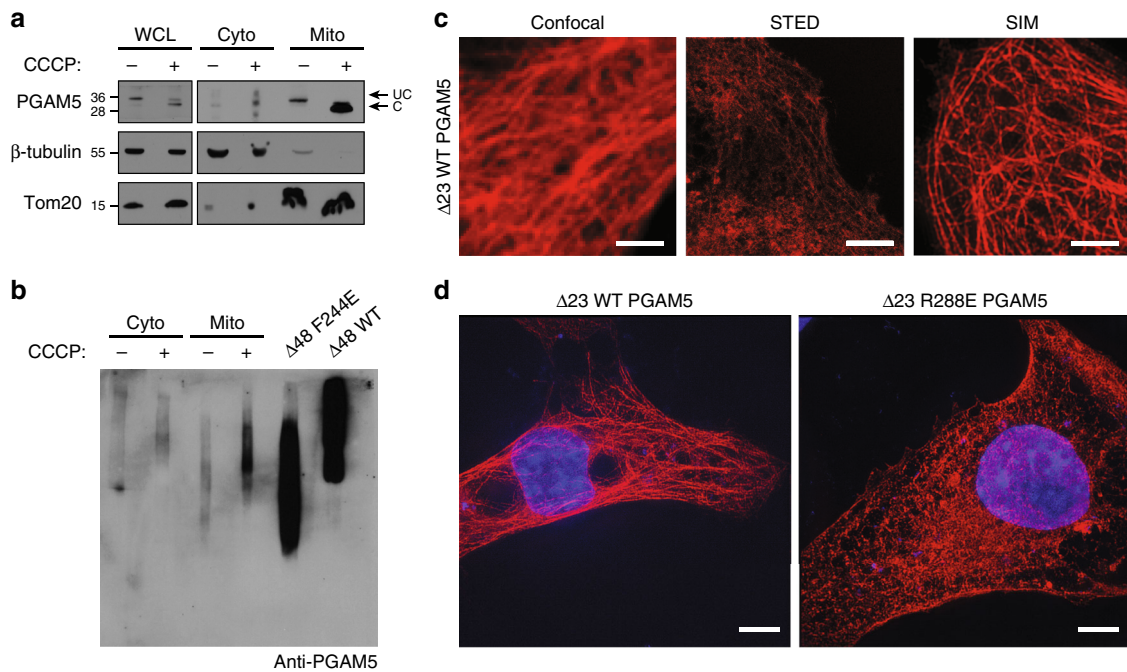 a
WCL Cyto Mito
CCCP: – + – + – +
PGAM5 36 28 UC C
β-tubulin 55
Tom20 15
b
Cyto Mito Δ48 F244E Δ48 WT
CCCP: – + – +
Anti-PGAM5
c
Confocal STED SIM
Δ23 WT PGAM5
d
Δ23 WT PGAM5 Δ23 R288E PGAM5